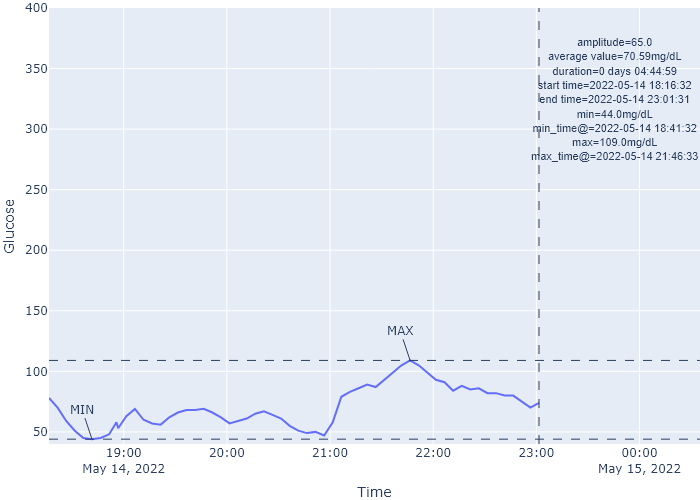 400
350
300
250
200
150
100
50
Glucose
amplitude=65.0
average value=70.59mg/dL
duration=0 days 04:44:59
start time=2022-05-14 18:16:32
end time=2022-05-14 23:01:31
min=44.0mg/dL
min_time@=2022-05-14 18:41:32
max=109.0mg/dL
max_time@=2022-05-14 21:46:33
MAX
MIN
19:00 20:00 21:00 22:00 23:00 00:00
May 14, 2022 May 15, 2022
Time